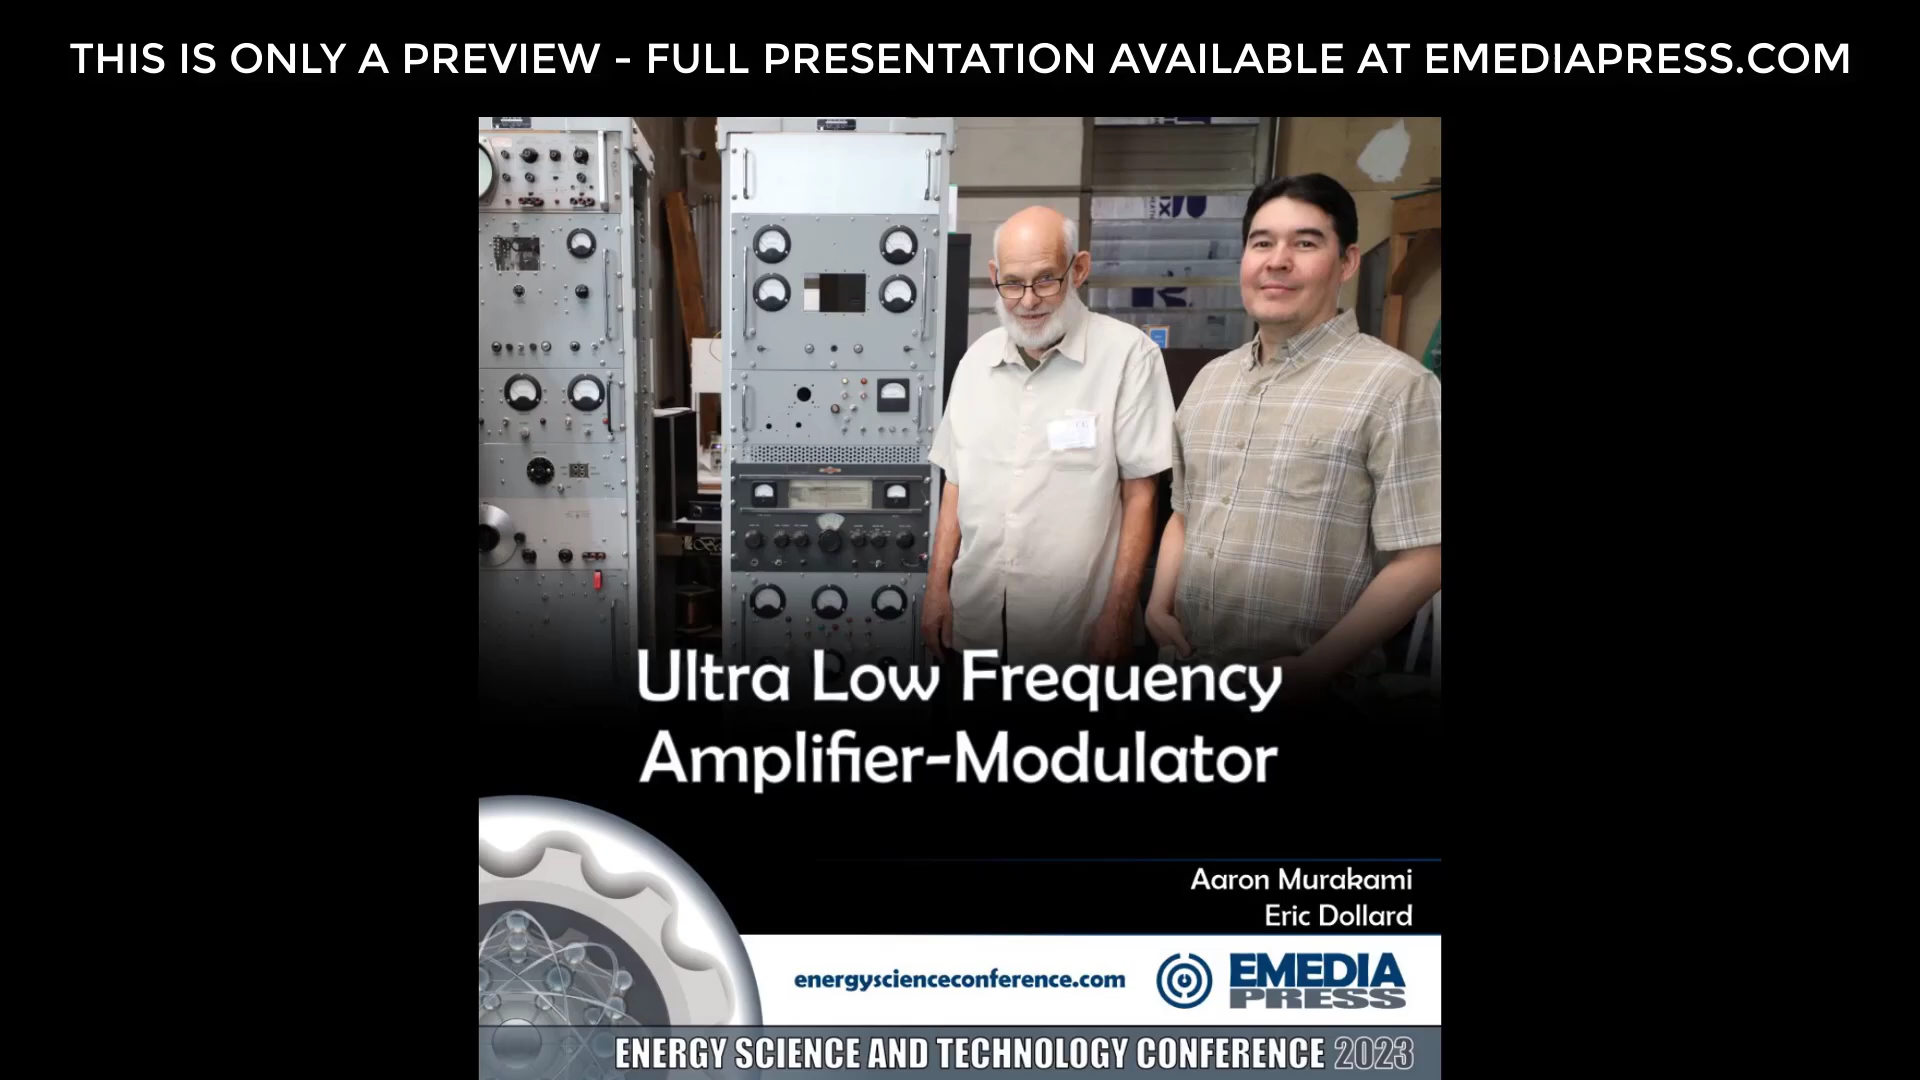 THIS IS ONLY A PREVIEW - FULL PRESENTATION AVAILABLE AT EMEDIAPRESS.COM
Ultra Low Frequency
Amplifier-Modulator
Aaron Murakami
Eric Dollard
energyscienceconference.com
EMEDIA
PRESS
ENERGY SCIENCE AND TECHNOLOGY CONFERENCE 2023